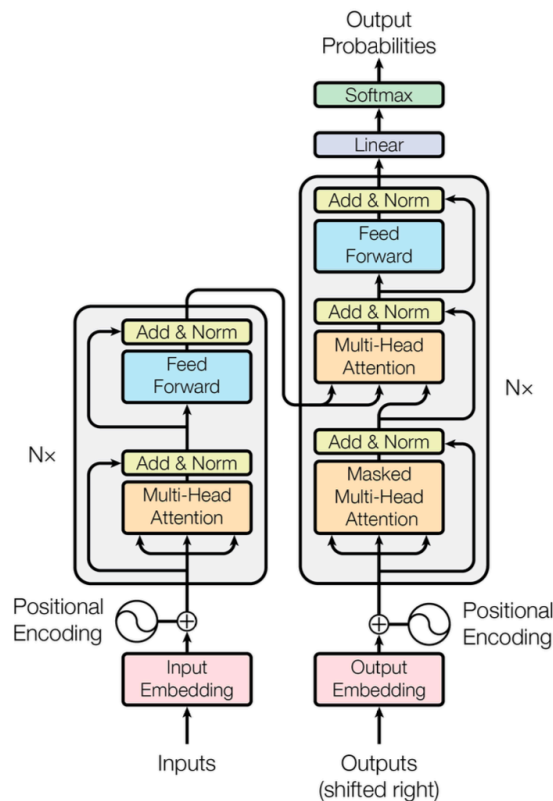 Output
Probabilities
Softmax
Linear
Add & Norm
Feed
Forward
Add & Norm
Multi-Head
Attention
Add & Norm
Masked
Multi-Head
Attention
N×
Add & Norm
Feed
Forward
Add & Norm
Multi-Head
Attention
N×
Positional
Encoding
Positional
Encoding
Input
Embedding
Output
Embedding
Inputs
Outputs
(shifted right)